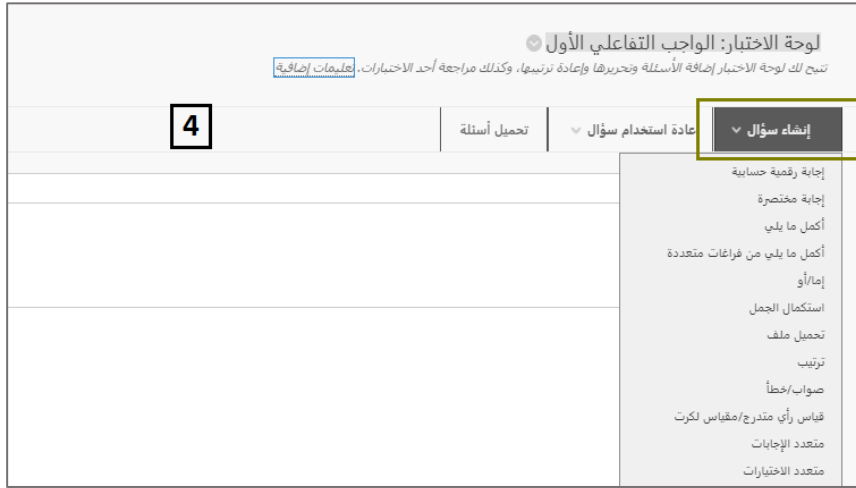 لوحة الاختبار: الواجب التفاعلي الأول
تتيح لك لوحة الاختبار إضافة الأسئلة وتحريرها وإعادة ترتيبها، وكذلك مراجعة أحد الاختبارات. تعليمات إضافية
إنشاء سؤال
عادة استخدام سؤال
تحميل أسئلة
4
إجابة رقمية حسابية
إجابة مختصرة
أكمل ما يلي
أكمل ما يلي من فراغات متعددة
إما/أو
استكمال الجمل
تحميل ملف
ترتيب
صواب/خطأ
قياس رأي متدرج/مقياس لكرت
متعدد الإجابات
متعدد الاختيارات